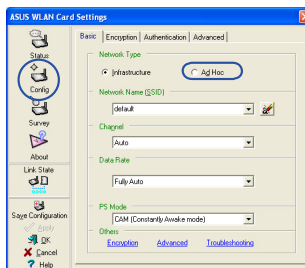 ASUS WLAN Card Settings
Status
Config
Survey
About
Link State
Save Configuration
Apply
OK
Cancel
Help
Basic
Encryption
Authentication
Advanced
Network Type
Infrastructure
Ad Hoc
Network Name (SSID)
default
Channel
Auto
Data Rate
Fully Auto
PS Mode
CAM (Constantly Awake mode)
Others
Encryption
Advanced
Troubleshooting